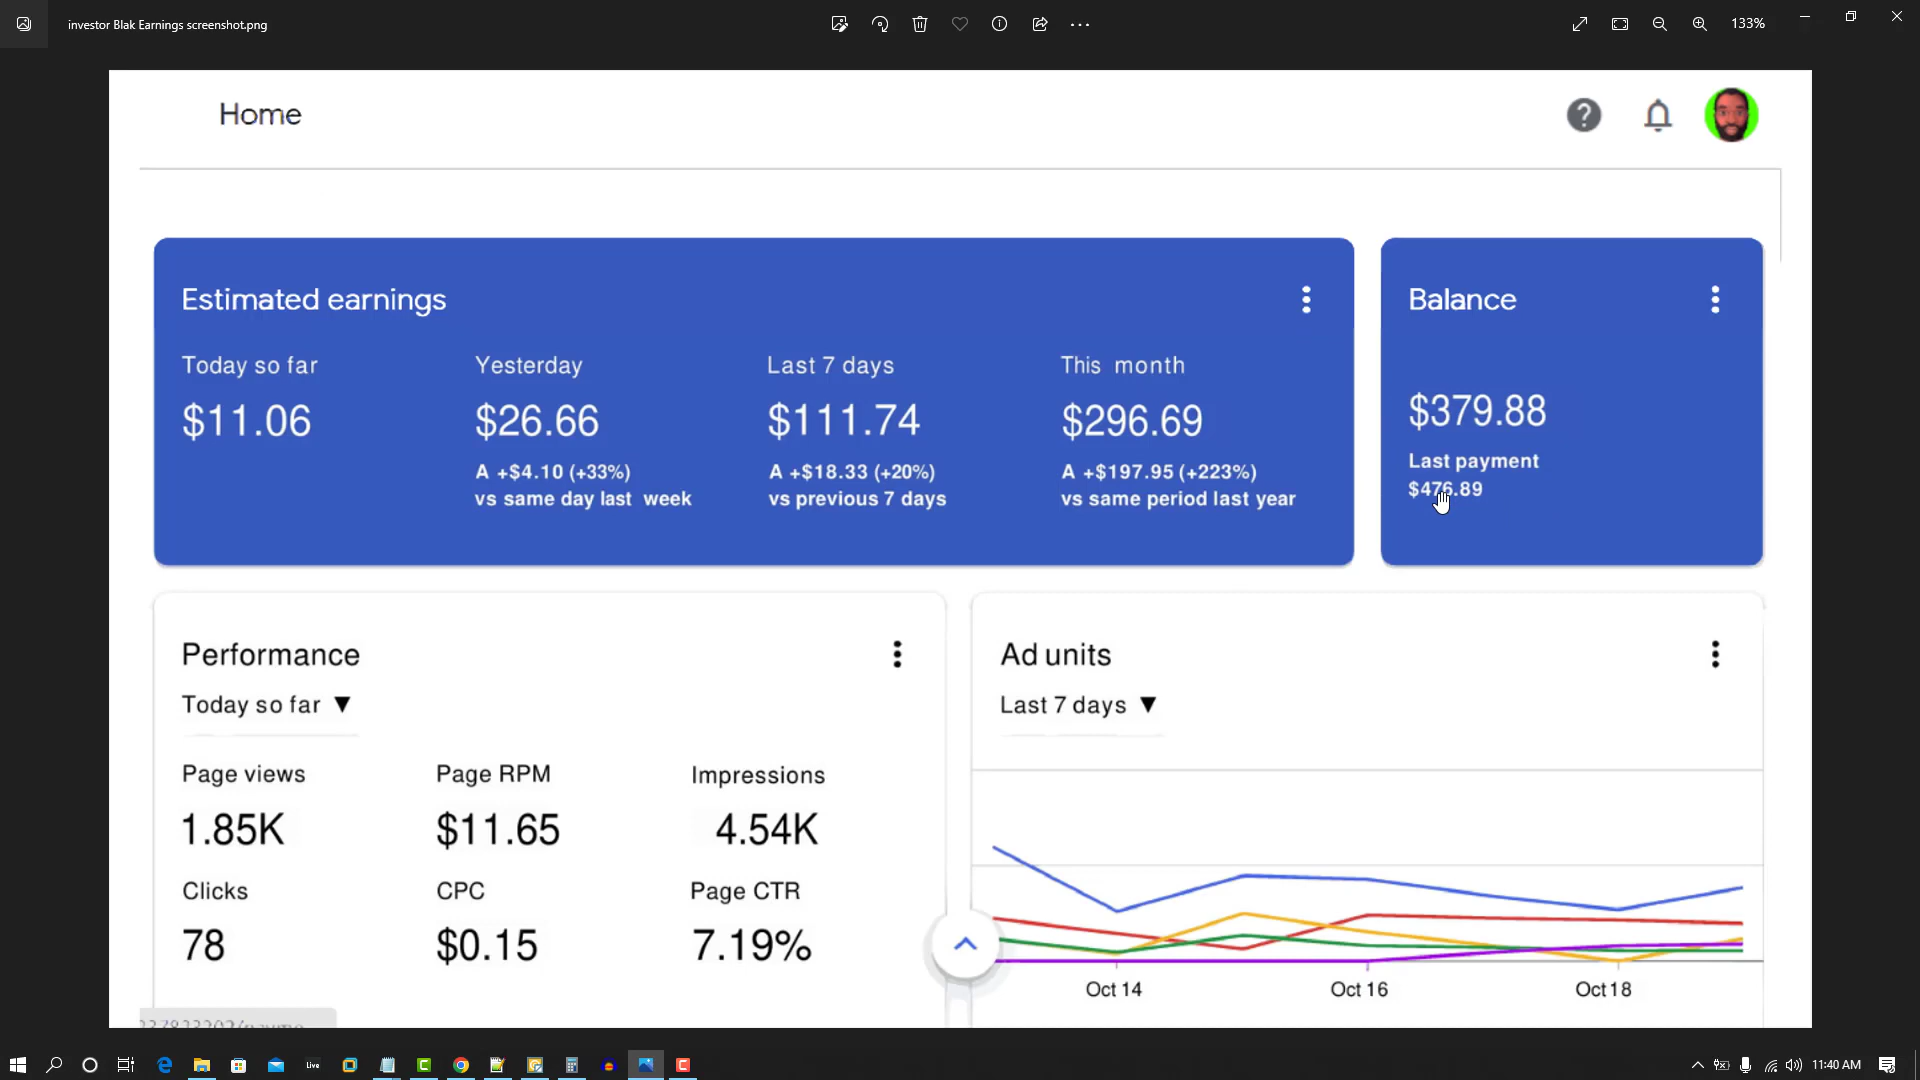 investor Blak Earnings screenshot.png
133%
Home
Estimated earnings
Balance
Today so far
Yesterday
Last 7 days
This month
$11.06
$26.66
$111.74
$296.69
$379.88
A +$4.10 (+33%)
vs same day last week
A +$18.33 (+20%)
vs previous 7 days
A +$197.95 (+223%)
vs same period last year
Last payment
$476.89
Performance
Today so far ▼
Page views
Page RPM
Impressions
1.85K
$11.65
4.54K
Clicks
CPC
Page CTR
78
$0.15
7.19%
Ad units
Last 7 days ▼
Oct 14
Oct 16
Oct 18
Live
11:40 AM